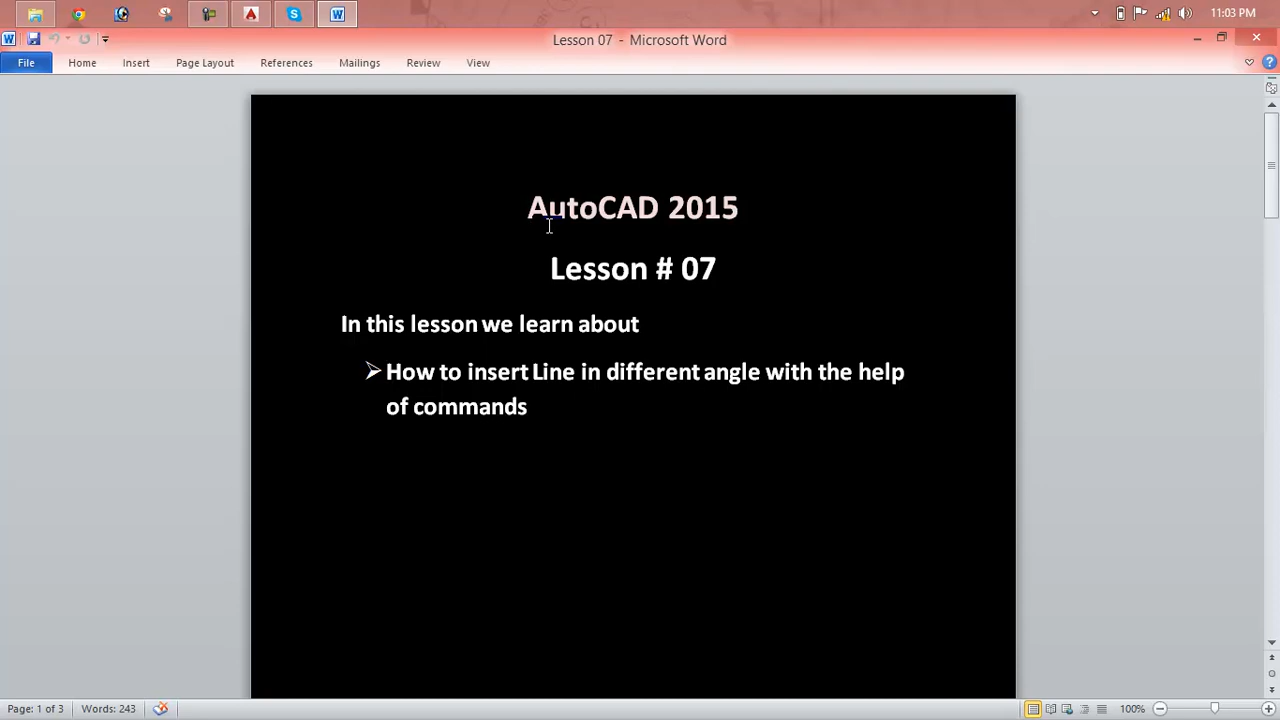 11:03 PM
Lesson 07 - Microsoft Word
File Home Insert Page Layout References Mailings Review View
AutoCAD 2015
Lesson # 07
In this lesson we learn about
How to insert Line in different angle with the help
of commands
Page: 1 of 3 Words: 243 100%